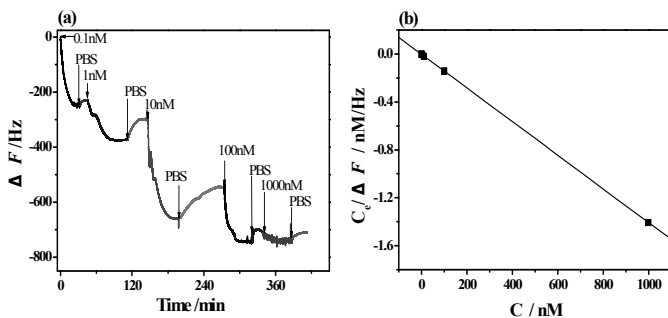 (a)
0
-200
-400
-600
-800
Δ F /Hz
0
120
240
360
Time /min
0.1nM
PBS
1nM
PBS
10nM
PBS
100nM
PBS
1000nM
PBS
(b)
0.0
-0.4
-0.8
-1.2
-1.6
Ce / Δ F / nM/Hz
0
200
400
600
800
1000
C / nM